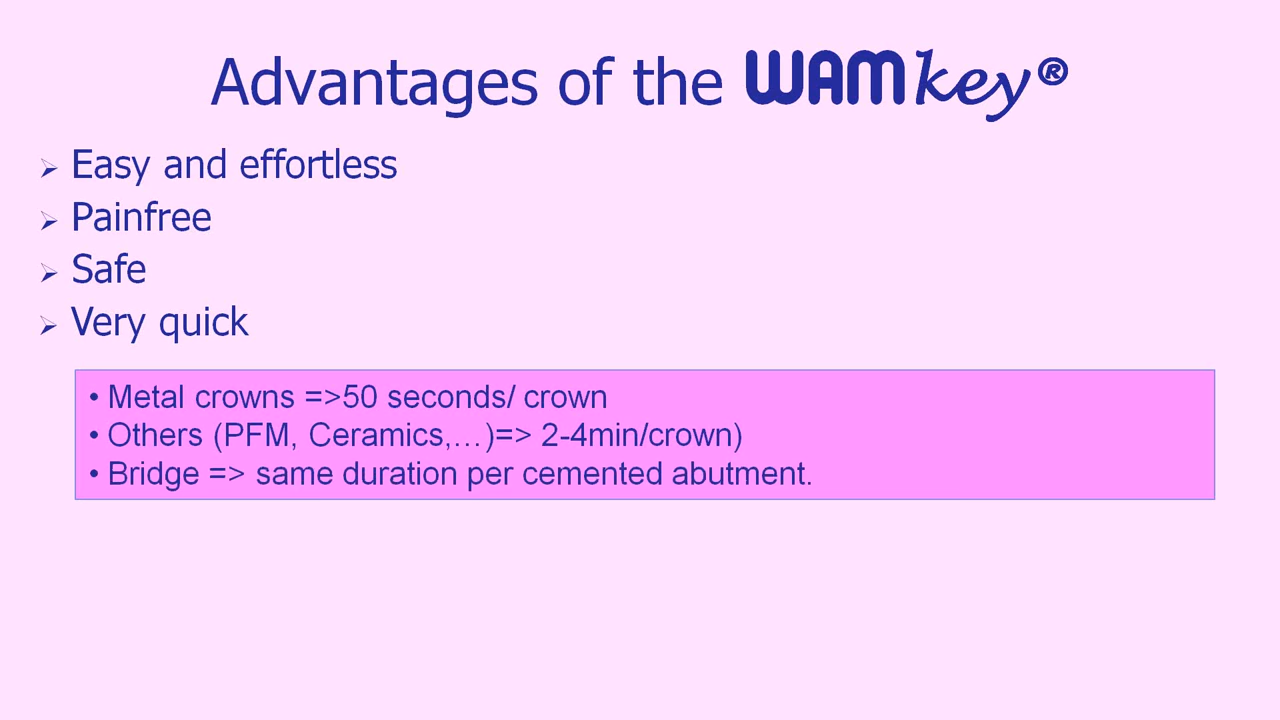 Advantages of the WAMkey®
➢ Easy and effortless
➢ Painfree
➢ Safe
➢ Very quick
• Metal crowns =>50 seconds/ crown
• Others (PFM, Ceramics,…)=> 2-4min/crown)
• Bridge => same duration per cemented abutment.